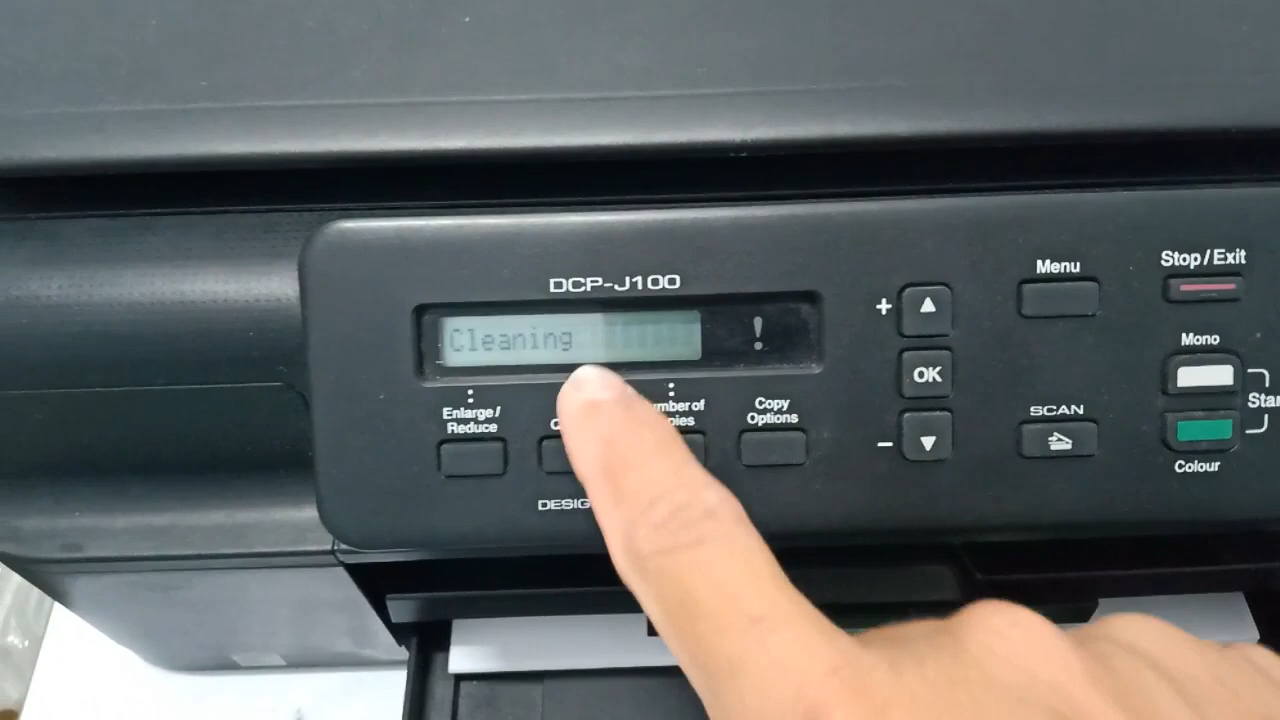 DCP-J100
Cleaning
!
Enlarge/
Reduce
Copy
Options
+
OK
−
Menu
SCAN
Stop/Exit
Mono
Colour